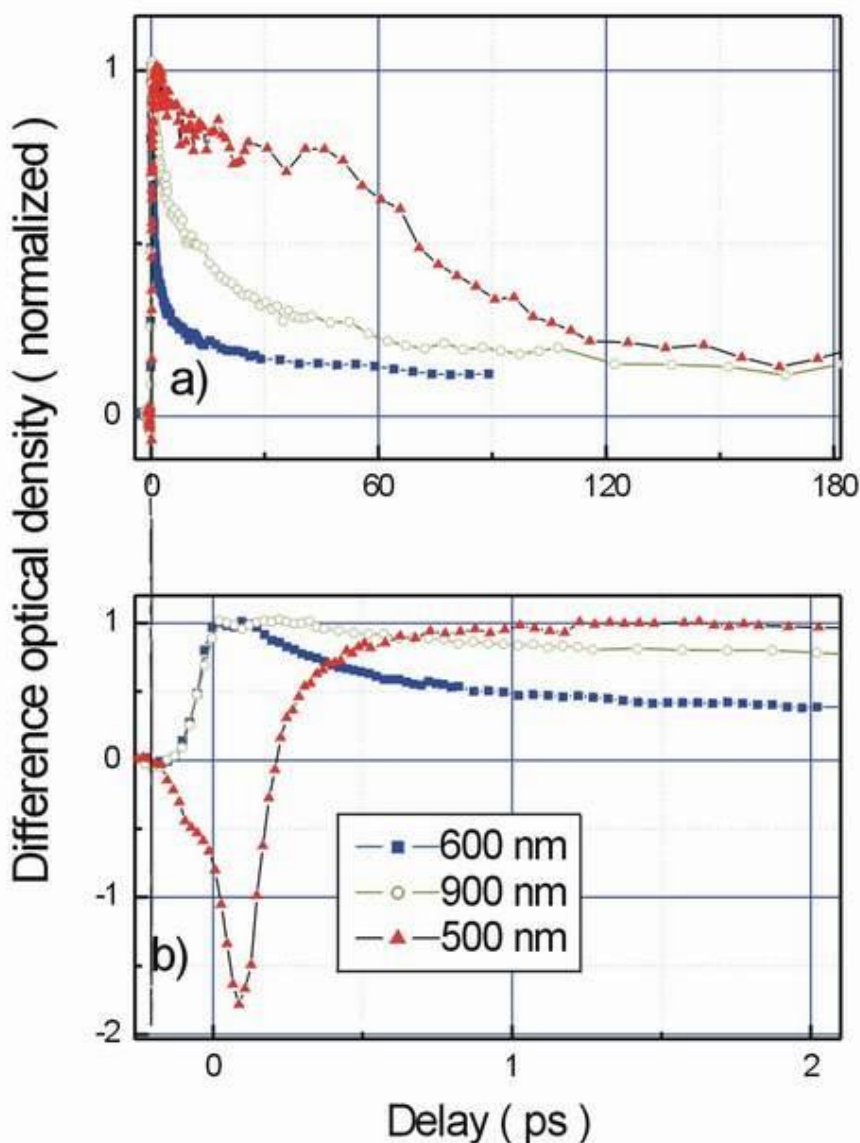 Difference optical density ( normalized )
1
0
a)
0 60 120 180
1
0
-1
-2
b)
600 nm
900 nm
500 nm
0 1 2
Delay ( ps )